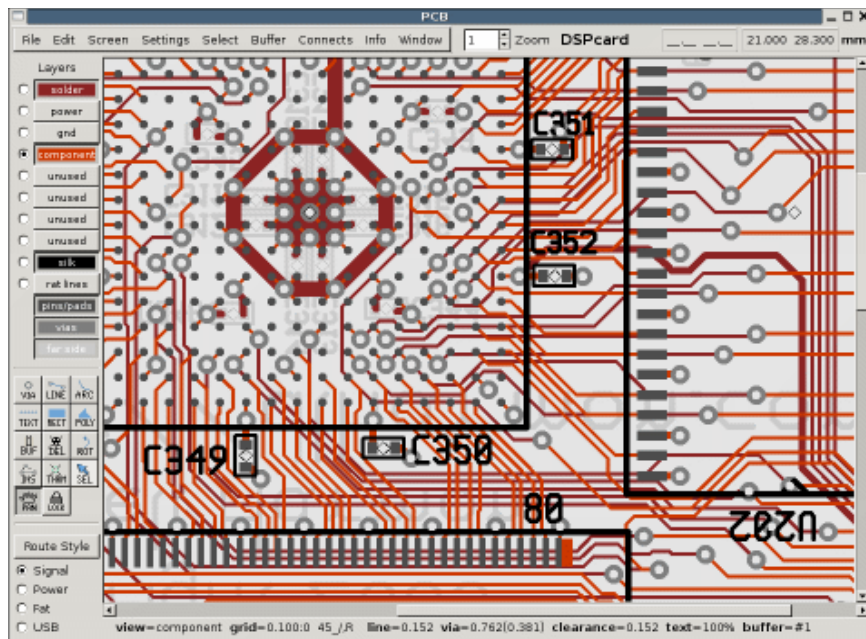 PCB
File Edit Screen Settings Select Buffer Connects Info Window 1 Zoom DSPcard __.__ __.__ 21.000 28.300 mm
Layers
solder
power
gnd
component
unused
unused
unused
unused
silk
rat lines
pins/pads
vias
far side
VIA LINE ARC
TEXT RECT POLY
BUF DEL ROT
INS THRM SEL
PAN LOCK
Route Style
Signal
Power
Fat
USB
C351
C352
C349
C350
80
U202
view=component grid=0.100:0 45_/,R line=0.152 via=0.762(0.381) clearance=0.152 text=100% buffer=#1